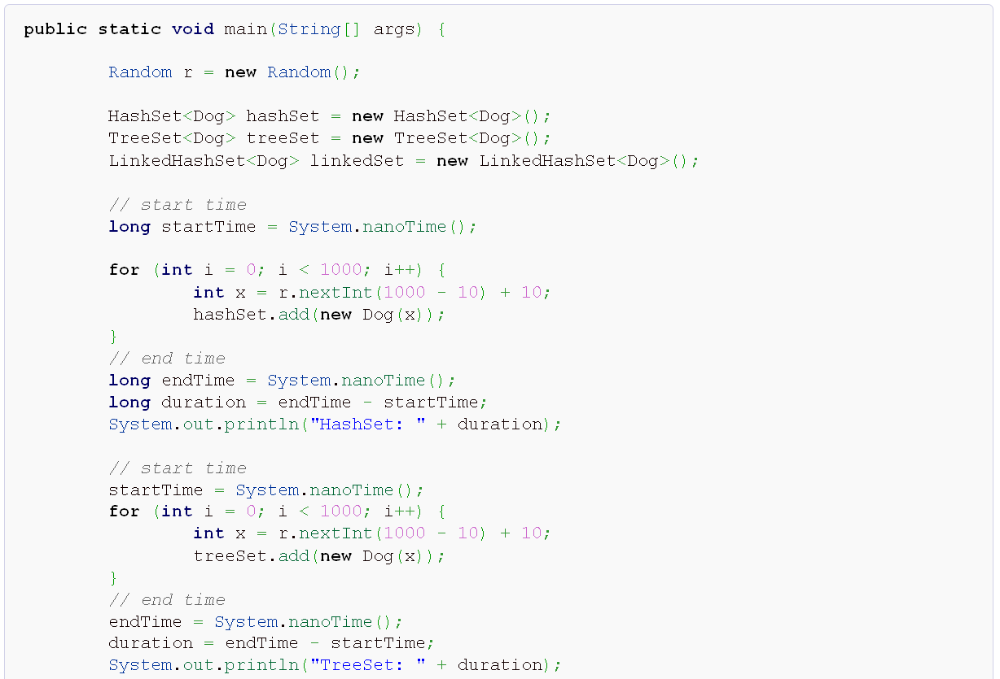 public static void main(String[] args) {
Random r = new Random();
HashSet<Dog> hashSet = new HashSet<Dog>();
TreeSet<Dog> treeSet = new TreeSet<Dog>();
LinkedHashSet<Dog> linkedSet = new LinkedHashSet<Dog>();
// start time
long startTime = System.nanoTime();
for (int i = 0; i < 1000; i++) {
int x = r.nextInt(1000 - 10) + 10;
hashSet.add(new Dog(x));
}
// end time
long endTime = System.nanoTime();
long duration = endTime - startTime;
System.out.println("HashSet: " + duration);
// start time
startTime = System.nanoTime();
for (int i = 0; i < 1000; i++) {
int x = r.nextInt(1000 - 10) + 10;
treeSet.add(new Dog(x));
}
// end time
endTime = System.nanoTime();
duration = endTime - startTime;
System.out.println("TreeSet: " + duration);